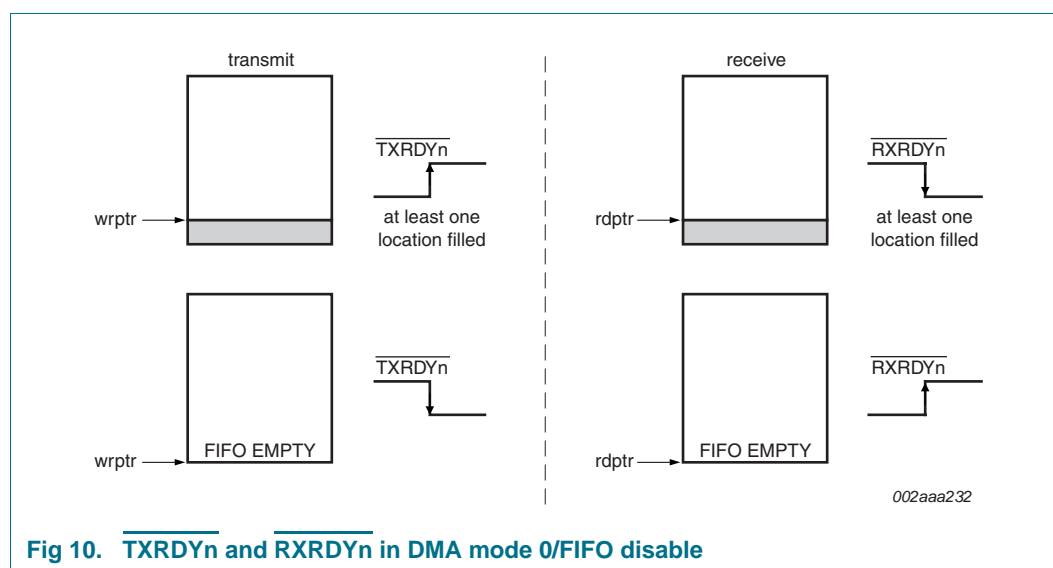 transmit
TXRDYn
wrptr
at least one
location filled
TXRDYn
FIFO EMPTY
wrptr
receive
RXRDYn
rdptr
at least one
location filled
RXRDYn
FIFO EMPTY
rdptr
002aaa232
Fig 10. TXRDYn and RXRDYn in DMA mode 0/FIFO disable